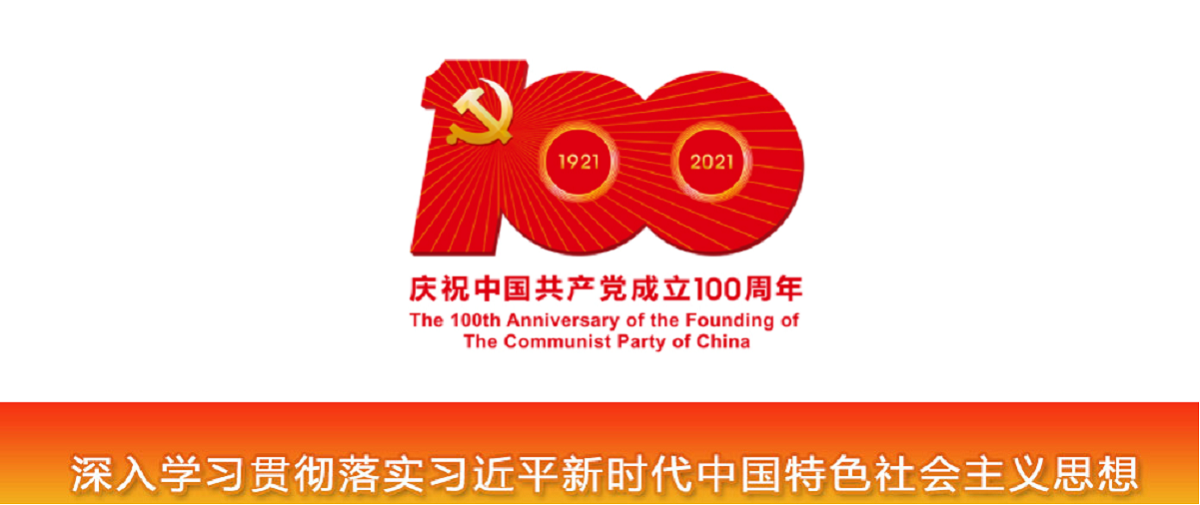 100
1921
2021
庆祝中国共产党成立100周年
The 100th Anniversary of the Founding of
The Communist Party of China
深入学习贯彻落实习近平新时代中国特色社会主义思想